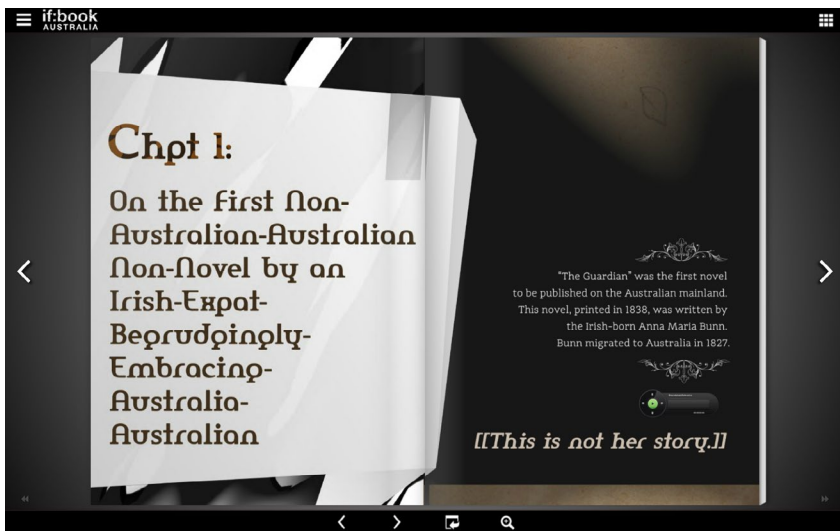 if:book
AUSTRALIA
Chpt 1:
On the First Non-
Australian-Australian
Non-Novel by an
Irish-Expat-
Begrudgingly-
Embracing-
Australia-
Australian
"The Guardian" was the first novel
to be published on the Australian mainland.
This novel, printed in 1838, was written by
the Irish-born Anna Maria Bunn.
Bunn migrated to Australia in 1827.
[[This is not her story.]]